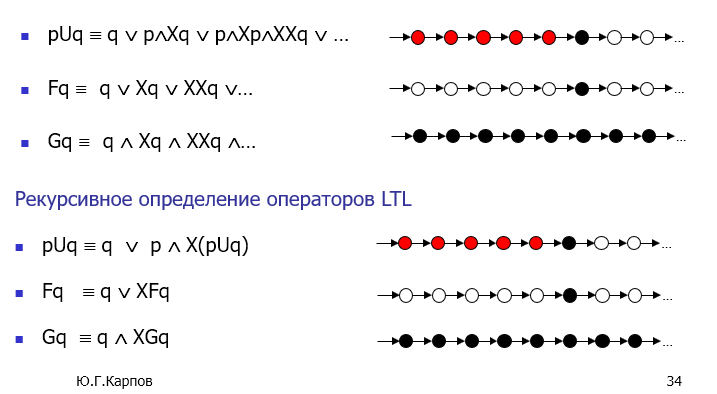 pUq ≡ q ∨ p∧Xq ∨ p∧Xp∧XXq ∨ ...
...
Fq ≡ q ∨ Xq ∨ XXq ∨...
...
Gq ≡ q ∧ Xq ∧ XXq ∧...
...
Рекурсивное определение операторов LTL
pUq ≡ q ∨ p ∧ X(pUq)
...
Fq ≡ q ∨ XFq
...
Gq ≡ q ∧ XGq
...
Ю.Г.Карпов
34